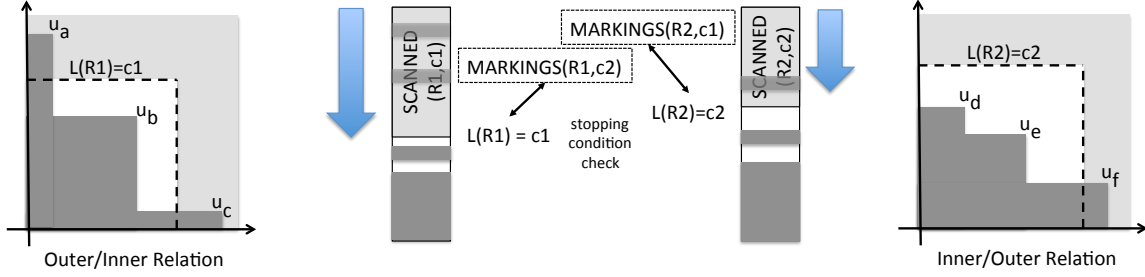 u_a
L(R1)=c1
u_b
u_c
Outer/Inner Relation
SCANNED
(R1,c1)
MARKINGS(R2,c1)
MARKINGS(R1,c2)
L(R1) = c1
L(R2)=c2
stopping
condition
check
SCANNED
(R2,c2)
L(R2)=c2
u_d
u_e
u_f
Inner/Outer Relation